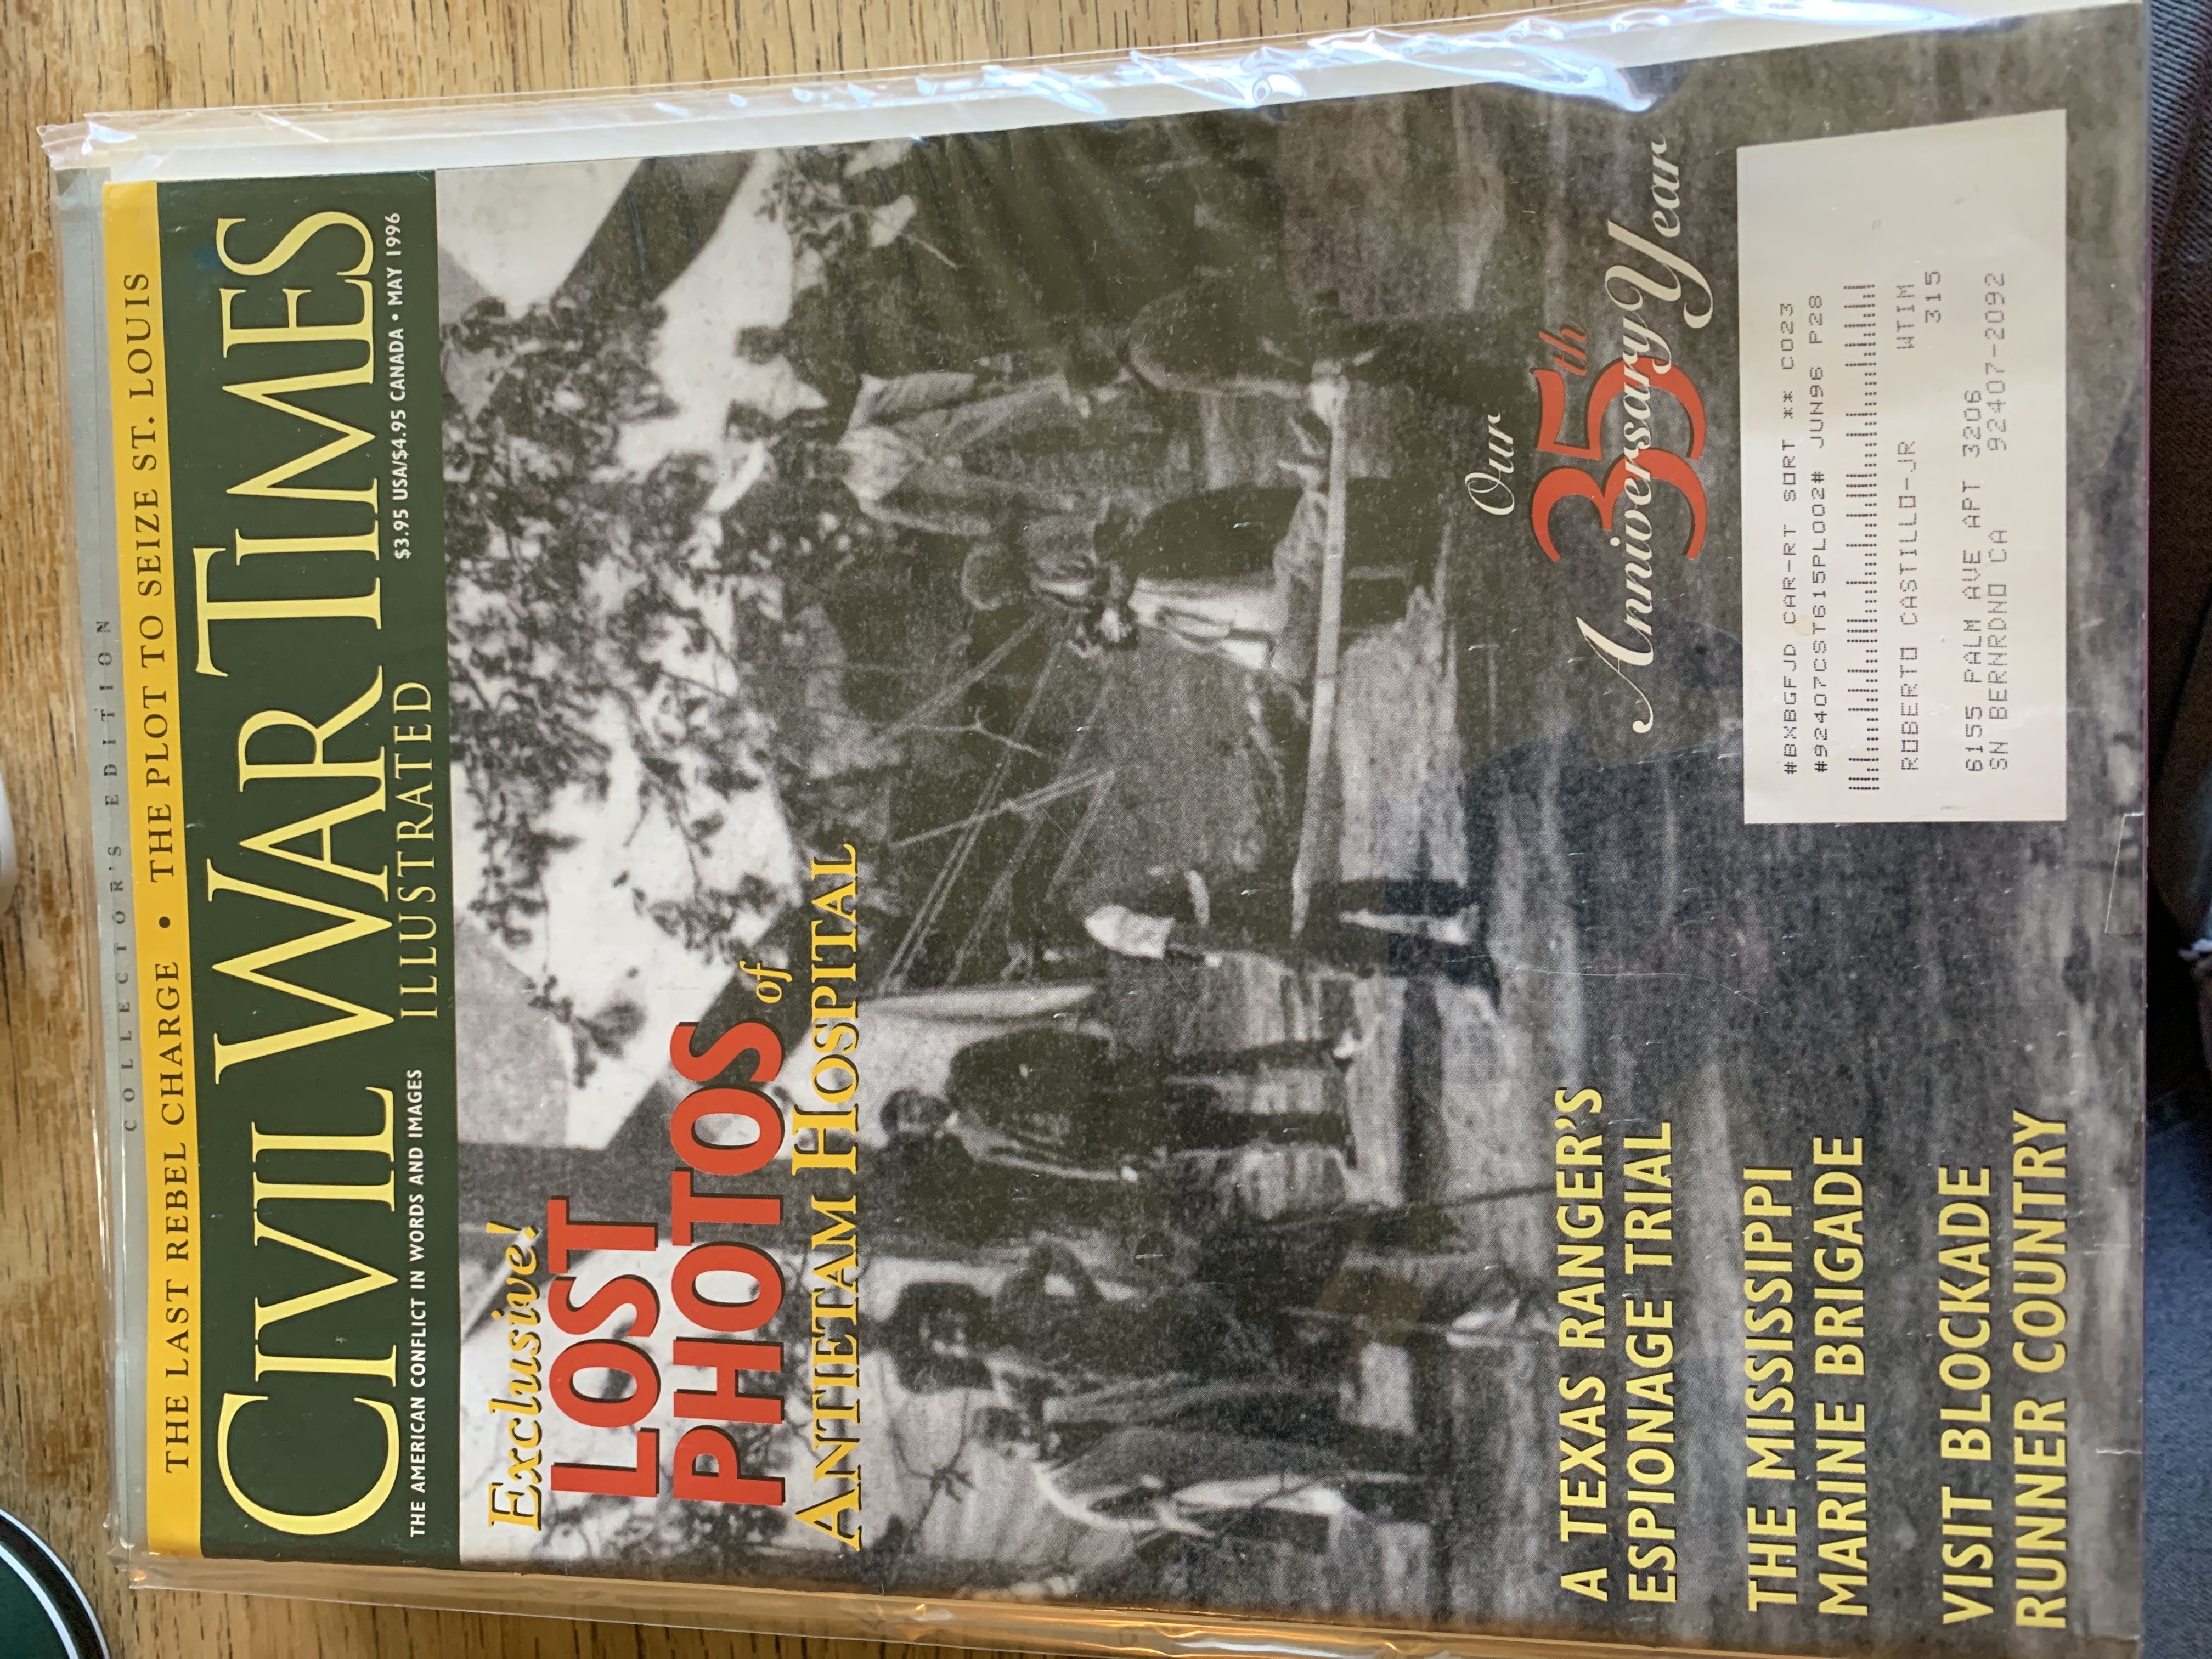 COLLECTOR'S EDITION
THE LAST REBEL CHARGE • THE PLOT TO SEIZE ST. LOUIS
CIVIL WAR TIMES
ILLUSTRATED
THE AMERICAN CONFLICT IN WORDS AND IMAGES
$3.95 USA/$4.95 CANADA • MAY 1996
Exclusive!
LOST
PHOTOS of
ANTIETAM HOSPITAL
Our
35th
Anniversary Year
A TEXAS RANGER'S
ESPIONAGE TRIAL
THE MISSISSIPPI
MARINE BRIGADE
VISIT BLOCKADE
RUNNER COUNTRY
#BXBGFJD CAR-RT SORT ** C023
#92407CST615PL002# JUN96 P28
ROBERTO CASTILLO-JR WTIM
315
6155 PALM AVE APT 3206
SN BERNRDNO CA 92407-2092